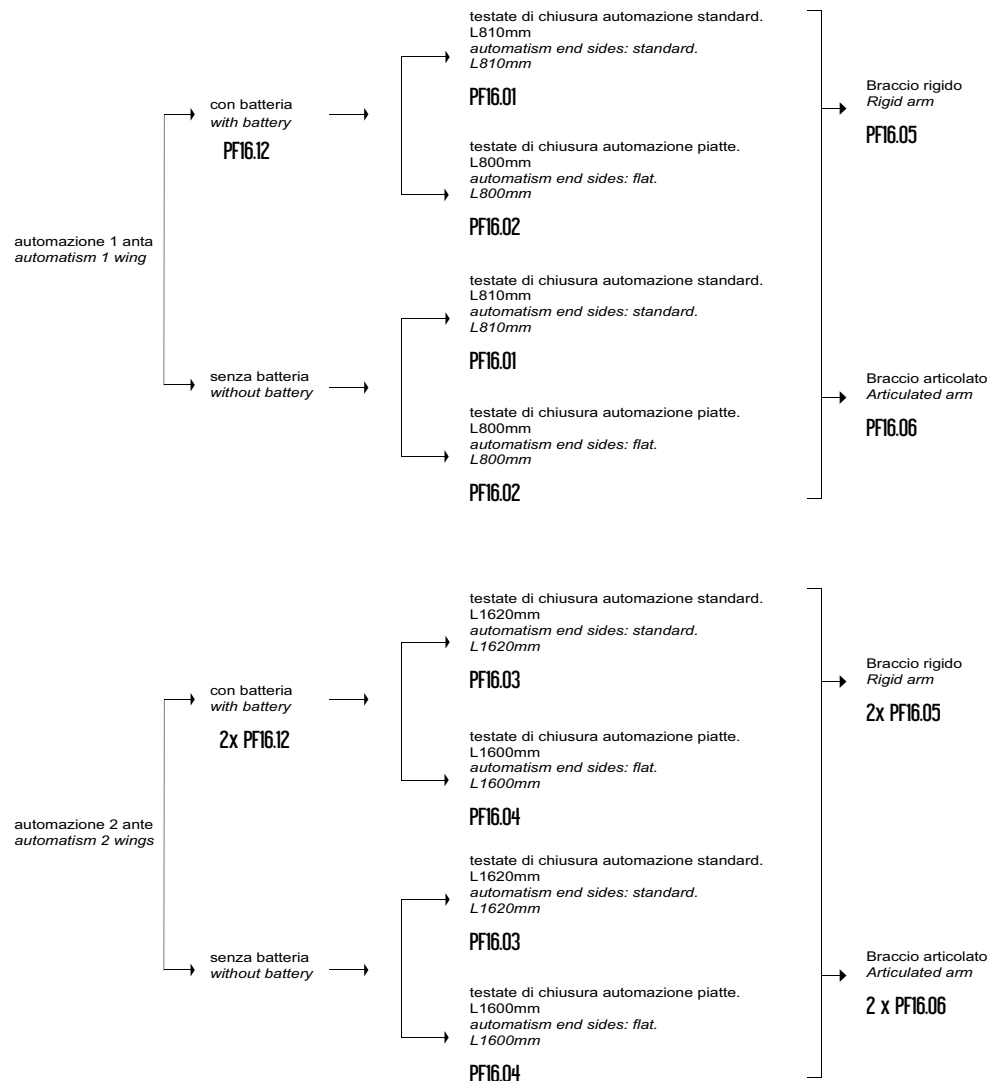 automazione 1 anta
automatism 1 wing
con batteria
with battery
PF16.12
senza batteria
without battery
testate di chiusura automazione standard.
L810mm
automatism end sides: standard.
L810mm
PF16.01
testate di chiusura automazione piatte.
L800mm
automatism end sides: flat.
L800mm
PF16.02
testate di chiusura automazione standard.
L810mm
automatism end sides: standard.
L810mm
PF16.01
testate di chiusura automazione piatte.
L800mm
automatism end sides: flat.
L800mm
PF16.02
Braccio rigido
Rigid arm
PF16.05
Braccio articolato
Articulated arm
PF16.06
automazione 2 ante
automatism 2 wings
con batteria
with battery
2x PF16.12
senza batteria
without battery
testate di chiusura automazione standard.
L1620mm
automatism end sides: standard.
L1620mm
PF16.03
testate di chiusura automazione piatte.
L1600mm
automatism end sides: flat.
L1600mm
PF16.04
testate di chiusura automazione standard.
L1620mm
automatism end sides: standard.
L1620mm
PF16.03
testate di chiusura automazione piatte.
L1600mm
automatism end sides: flat.
L1600mm
PF16.04
Braccio rigido
Rigid arm
2x PF16.05
Braccio articolato
Articulated arm
2 x PF16.06